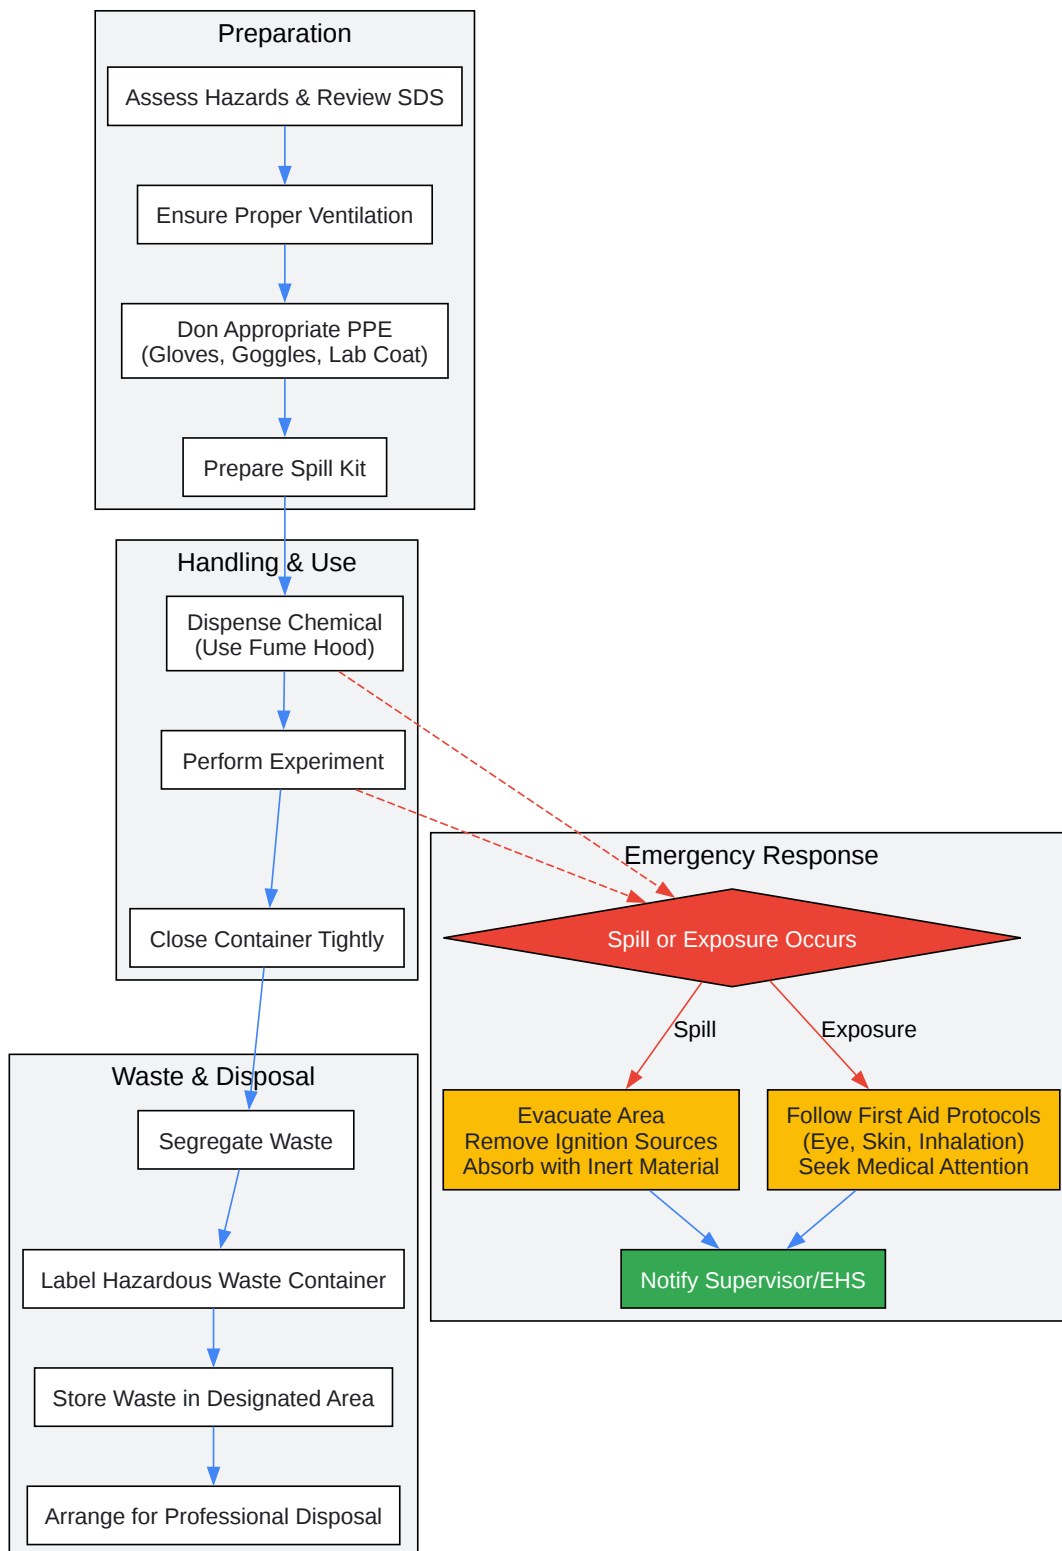 Preparation
Assess Hazards & Review SDS
Ensure Proper Ventilation
Don Appropriate PPE
(Gloves, Goggles, Lab Coat)
Prepare Spill Kit
Handling & Use
Dispense Chemical
(Use Fume Hood)
Perform Experiment
Close Container Tightly
Emergency Response
Spill or Exposure Occurs
Spill
Exposure
Evacuate Area
Remove Ignition Sources
Absorb with Inert Material
Follow First Aid Protocols
(Eye, Skin, Inhalation)
Seek Medical Attention
Notify Supervisor/EHS
Waste & Disposal
Segregate Waste
Label Hazardous Waste Container
Store Waste in Designated Area
Arrange for Professional Disposal